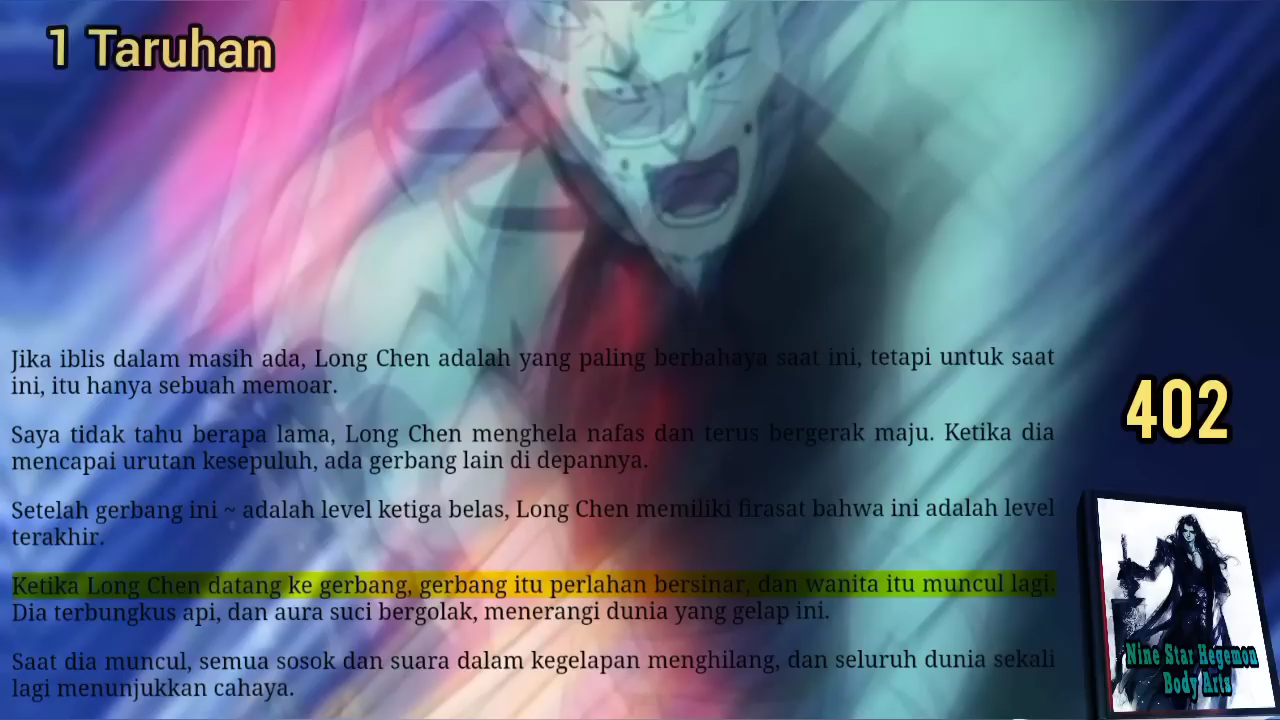 1 Taruhan
Jika iblis dalam masih ada, Long Chen adalah yang paling berbahaya saat ini, tetapi untuk saat
ini, itu hanya sebuah memoar.
Saya tidak tahu berapa lama, Long Chen menghela nafas dan terus bergerak maju. Ketika dia
mencapai urutan kesepuluh, ada gerbang lain di depannya.
Setelah gerbang ini ~ adalah level ketiga belas, Long Chen memiliki firasat bahwa ini adalah level
terakhir.
Ketika Long Chen datang ke gerbang, gerbang itu perlahan bersinar, dan wanita itu muncul lagi.
Dia terbungkus api, dan aura suci bergolak, menerangi dunia yang gelap ini.
Saat dia muncul, semua sosok dan suara dalam kegelapan menghilang, dan seluruh dunia sekali
lagi menunjukkan cahaya.
402
Nine Star Hegemon
Body Arts